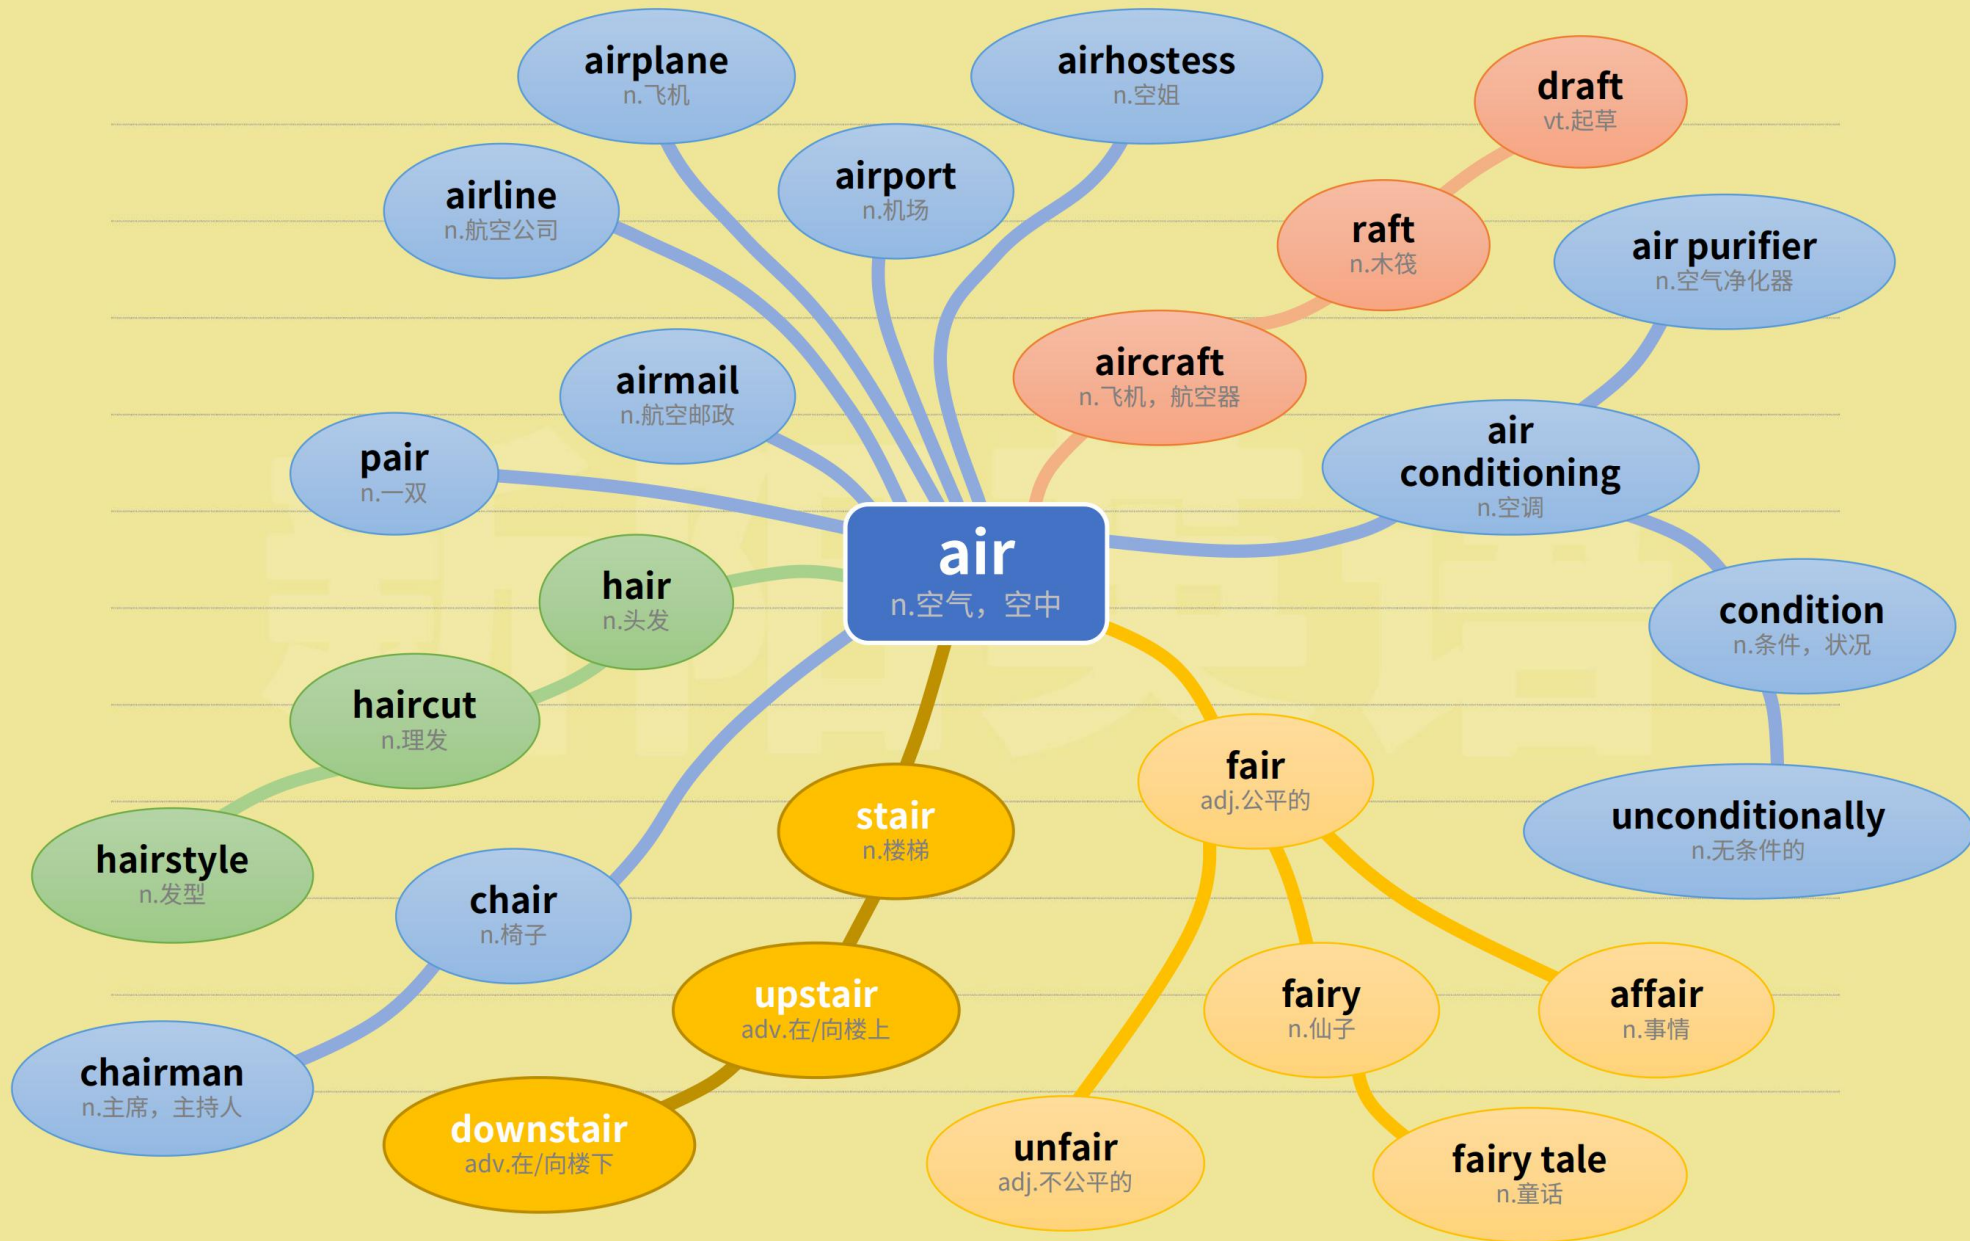 airplane
n.飞机
airhostess
n.空姐
draft
vt.起草
airline
n.航空公司
airport
n.机场
raft
n.木筏
air purifier
n.空气净化器
airmail
n.航空邮政
aircraft
n.飞机，航空器
pair
n.一双
air
conditioning
n.空调
air
n.空气，空中
hair
n.头发
condition
n.条件，状况
haircut
n.理发
fair
adj.公平的
stair
n.楼梯
unconditionally
n.无条件的
hairstyle
n.发型
chair
n.椅子
upstair
adv.在/向楼上
fairy
n.仙子
affair
n.事情
chairman
n.主席，主持人
downstair
adv.在/向楼下
unfair
adj.不公平的
fairy tale
n.童话
新阳英语